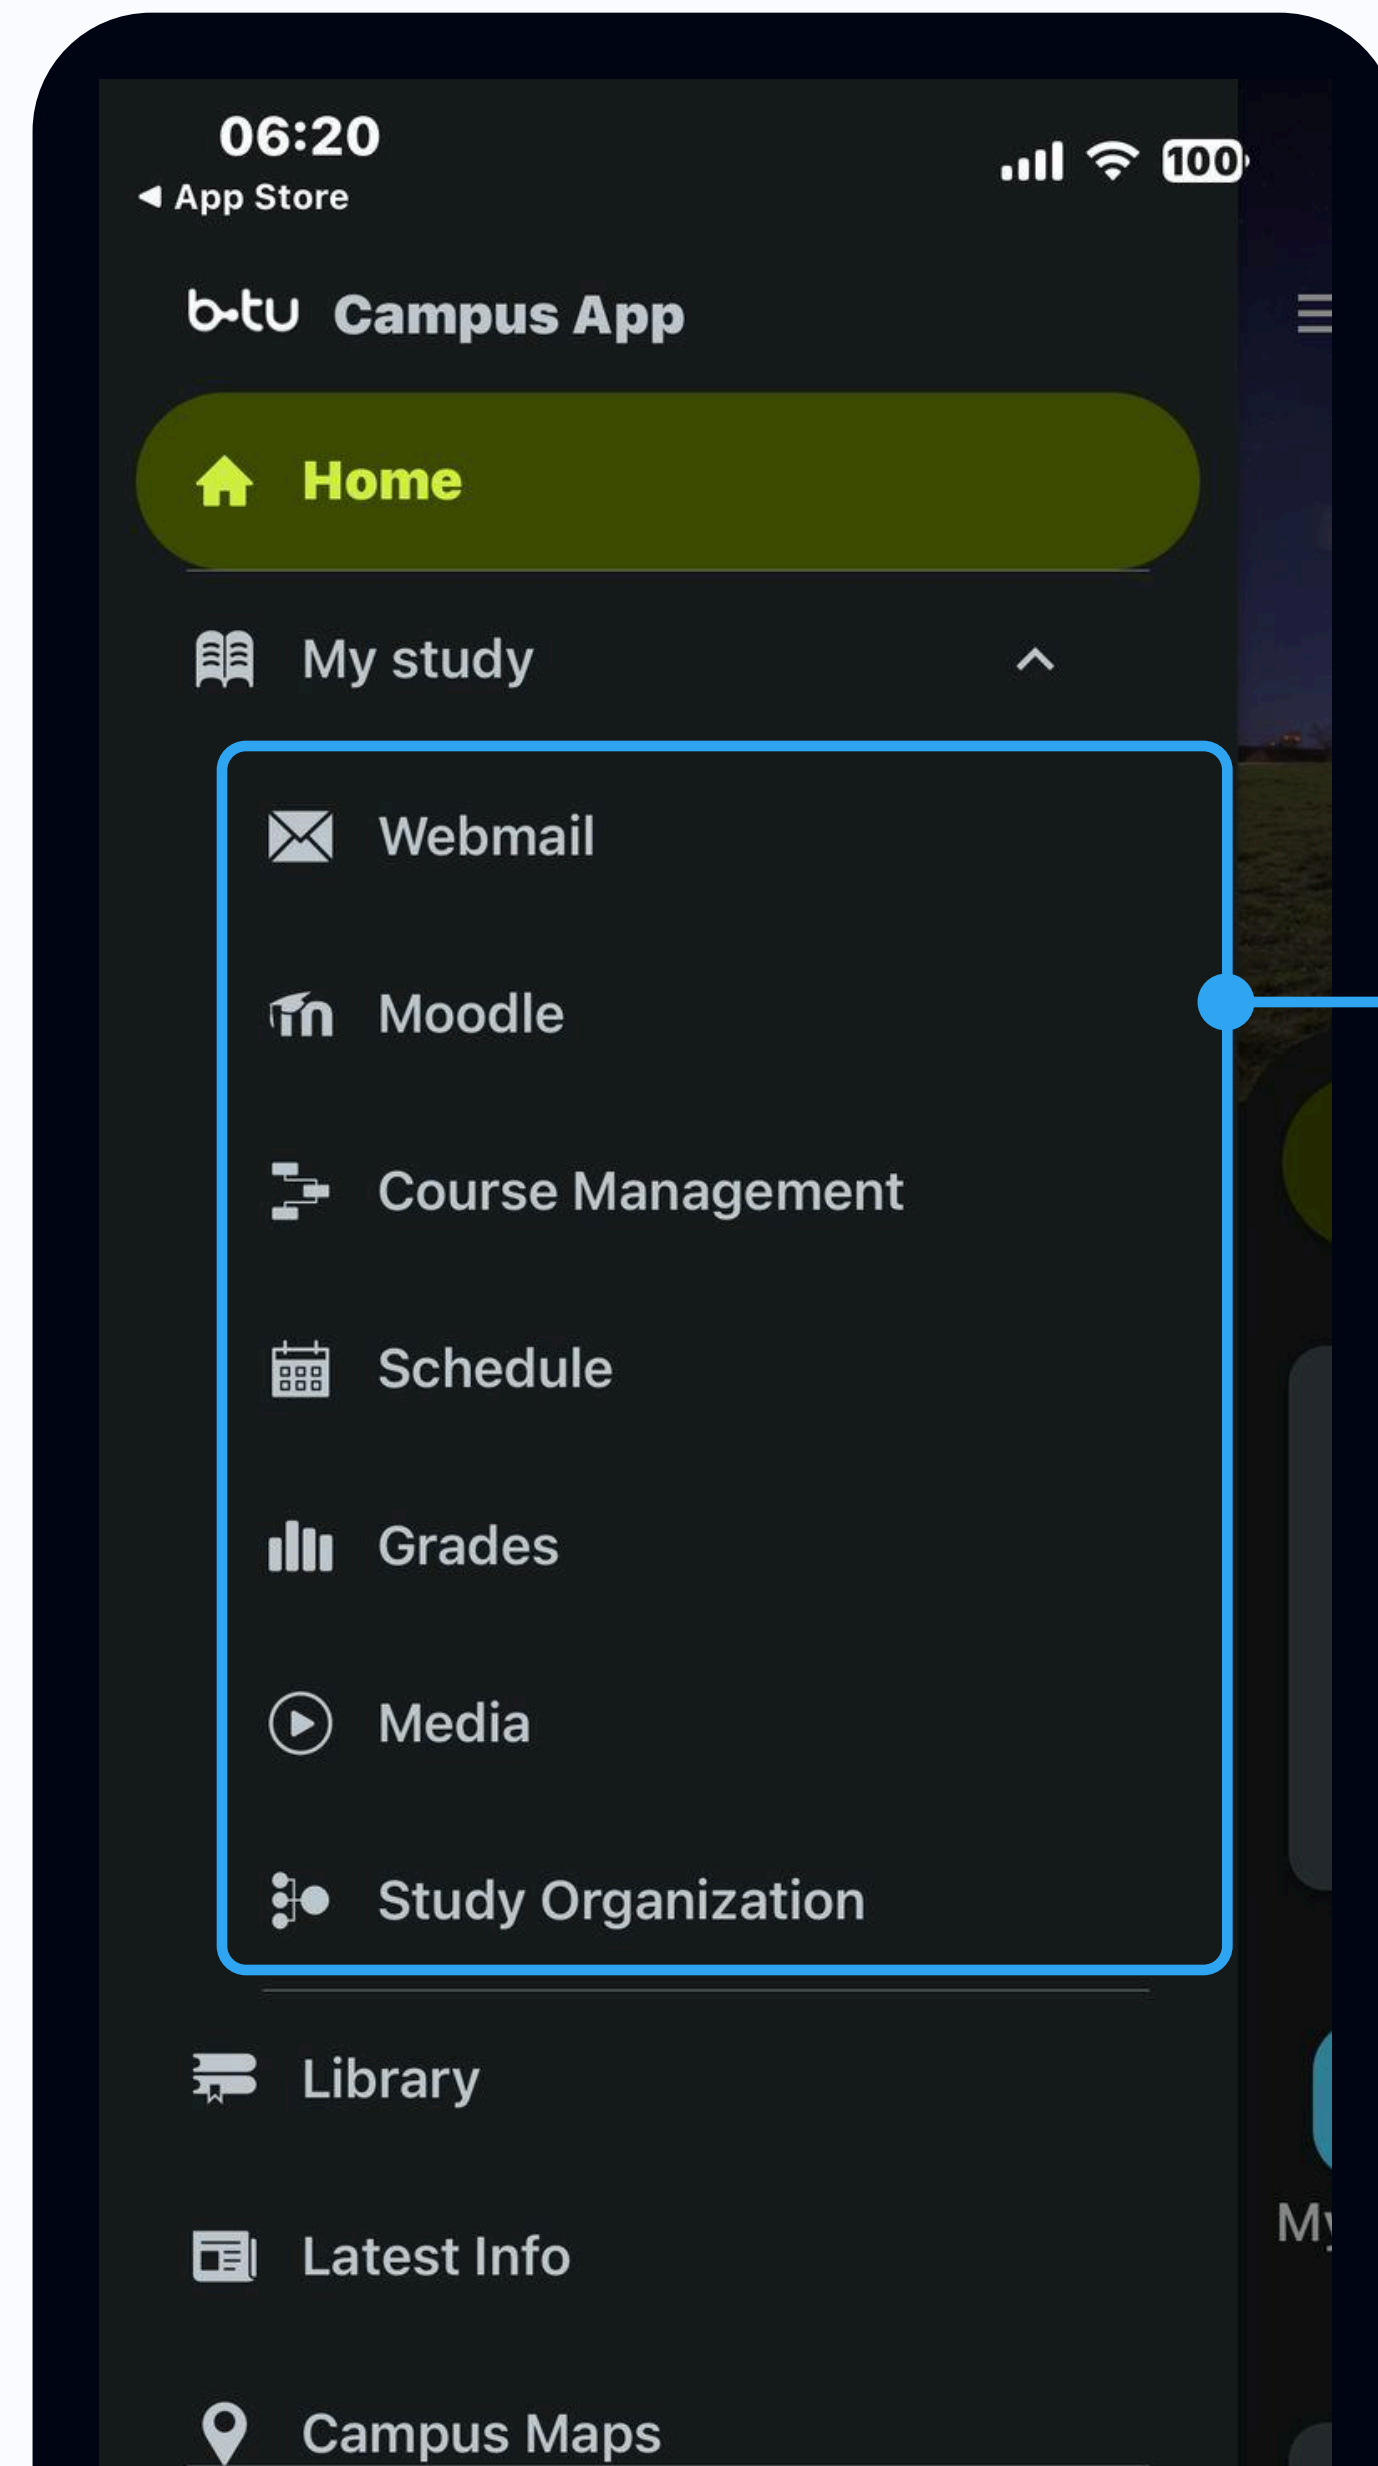 06:20
100
App Store
b-tu Campus App
Home
My study
Webmail
Moodle
Course Management
Schedule
Grades
Media
Study Organization
Library
Latest Info
My
Campus Maps